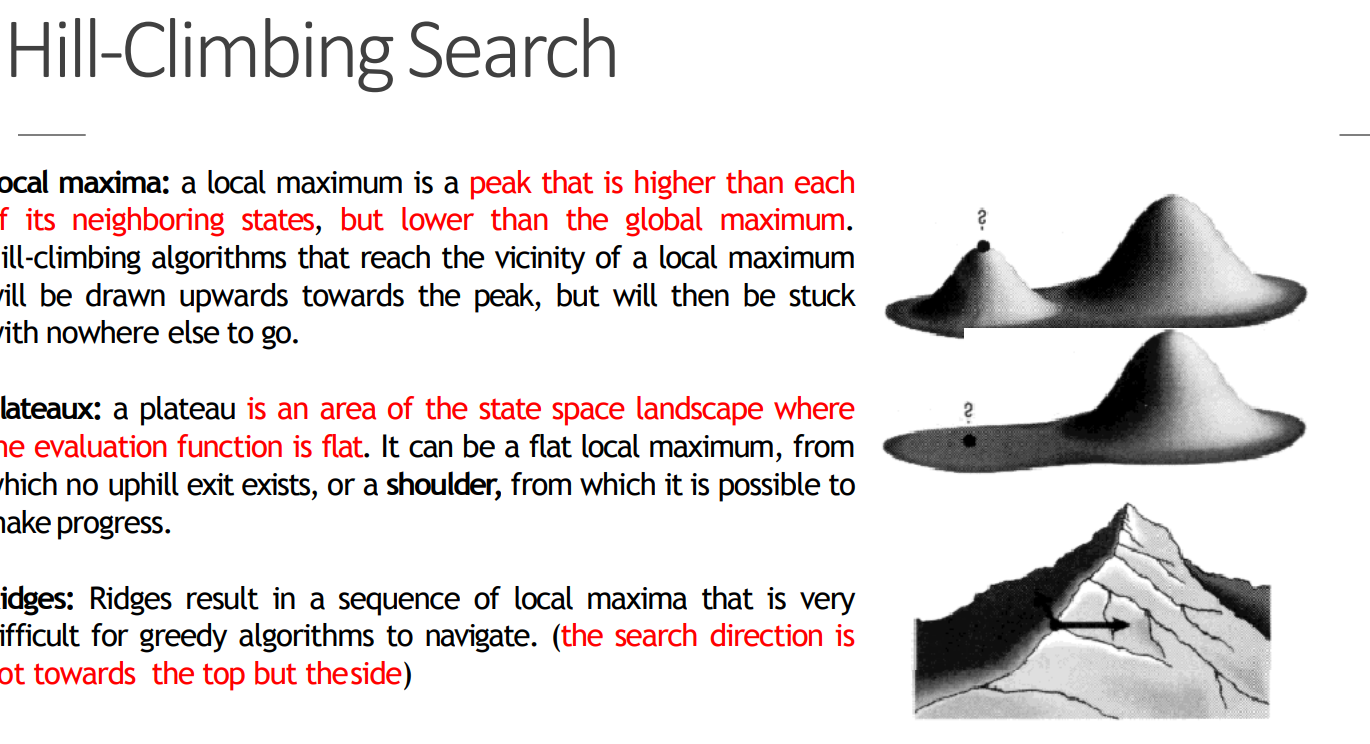 Hill-Climbing Search
ocal maxima: a local maximum is a peak that is higher than each
f its neighboring states, but lower than the global maximum.
ill-climbing algorithms that reach the vicinity of a local maximum
ill be drawn upwards towards the peak, but will then be stuck
ith nowhere else to go.
lateaux: a plateau is an area of the state space landscape where
he evaluation function is flat. It can be a flat local maximum, from
hich no uphill exit exists, or a shoulder, from which it is possible to
ake progress.
idges: Ridges result in a sequence of local maxima that is very
ifficult for greedy algorithms to navigate. (the search direction is
ot towards the top but theside)
?
?